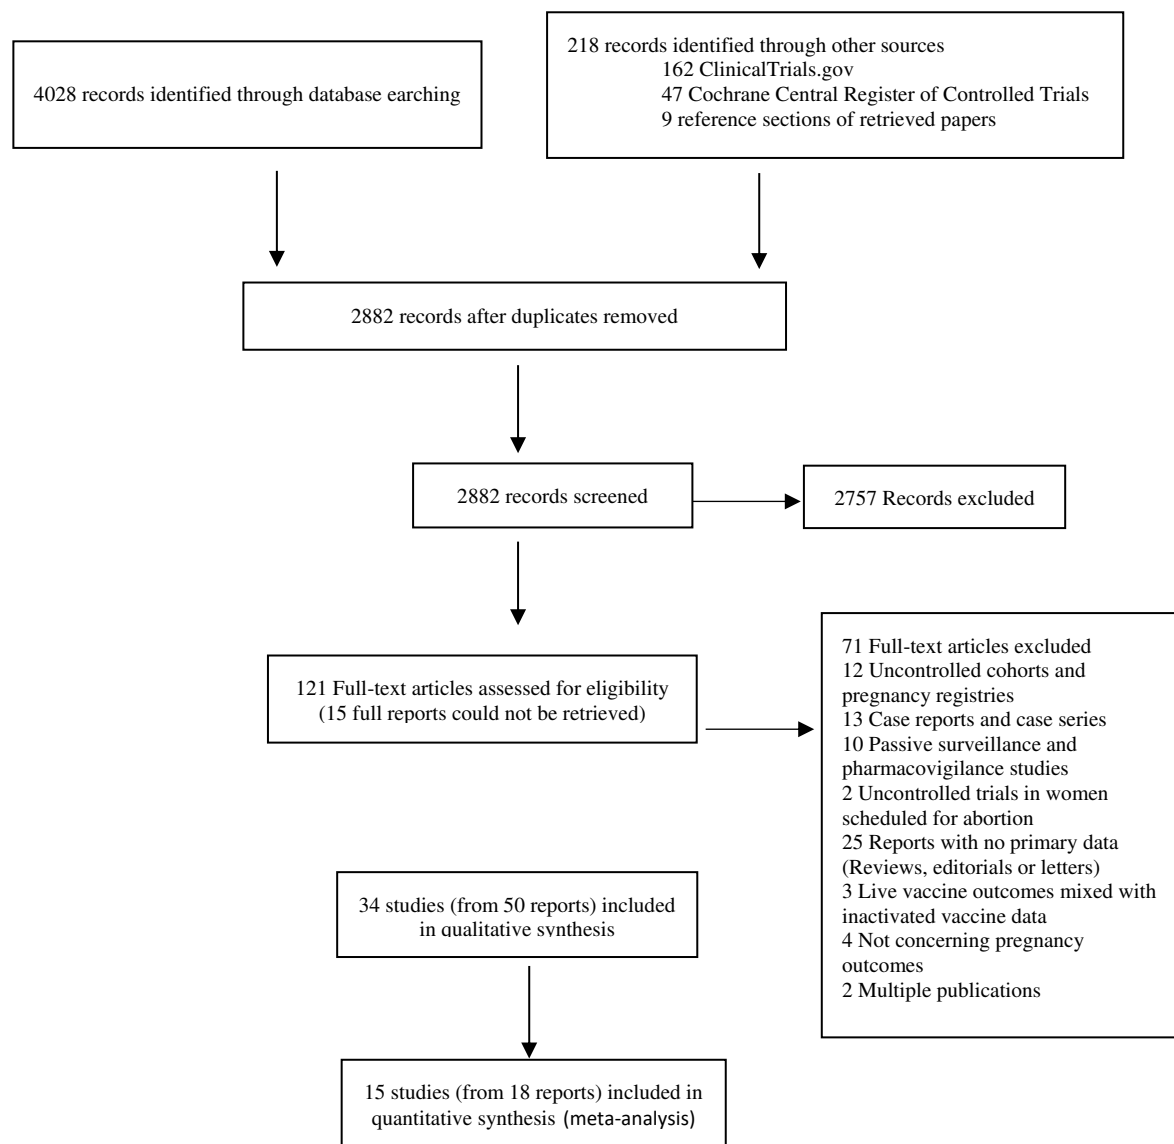 4028 records identified through database earching
218 records identified through other sources
162 ClinicalTrials.gov
47 Cochrane Central Register of Controlled Trials
9 reference sections of retrieved papers
2882 records after duplicates removed
2882 records screened
2757 Records excluded
121 Full-text articles assessed for eligibility
(15 full reports could not be retrieved)
71 Full-text articles excluded
12 Uncontrolled cohorts and
pregnancy registries
13 Case reports and case series
10 Passive surveillance and
pharmacovigilance studies
2 Uncontrolled trials in women
scheduled for abortion
25 Reports with no primary data
(Reviews, editorials or letters)
3 Live vaccine outcomes mixed with
inactivated vaccine data
4 Not concerning pregnancy
outcomes
2 Multiple publications
34 studies (from 50 reports) included
in qualitative synthesis
15 studies (from 18 reports) included in
quantitative synthesis (meta-analysis)